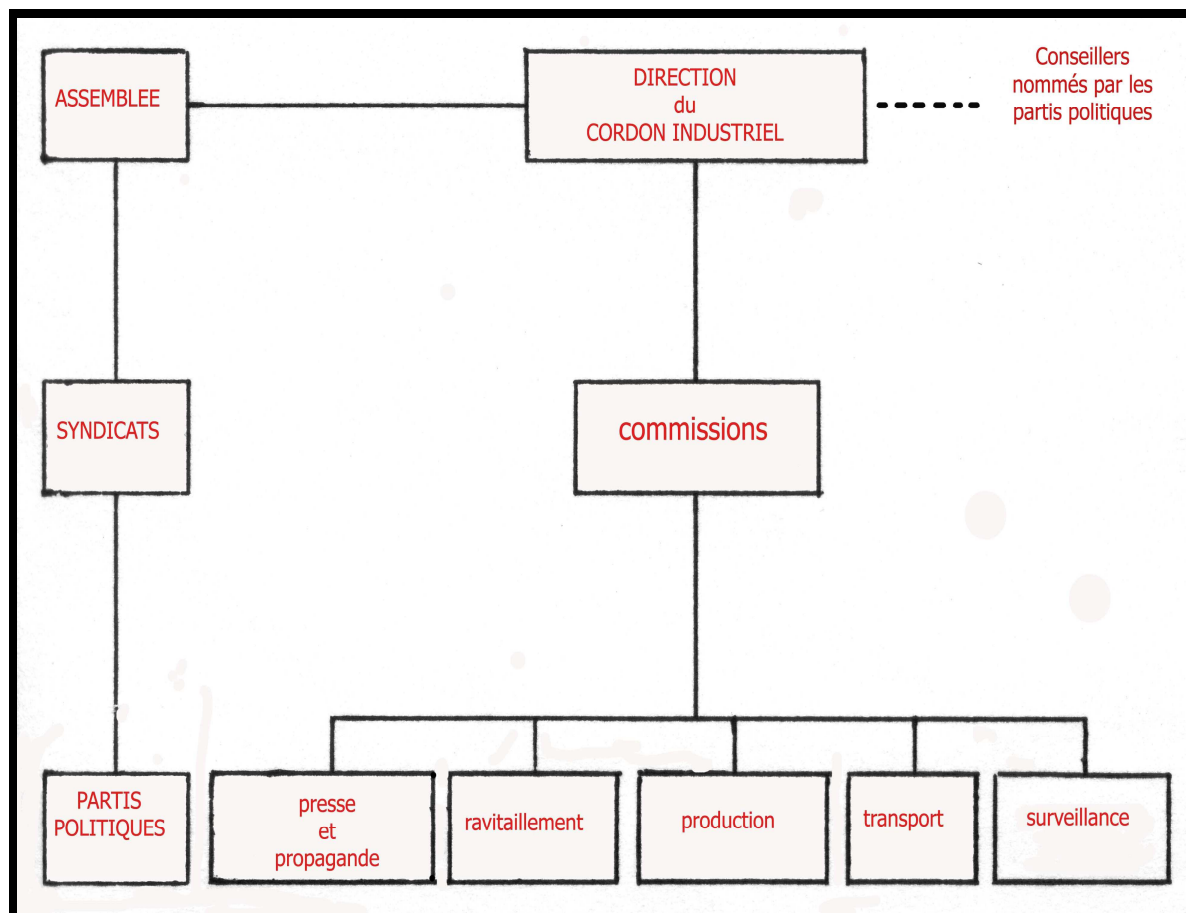 ASSEMBLEE
DIRECTION
du
CORDON INDUSTRIEL
Conseillers
nommés par les
partis politiques
SYNDICATS
commissions
PARTIS
POLITIQUES
presse
et
propagande
ravitaillement
production
transport
surveillance